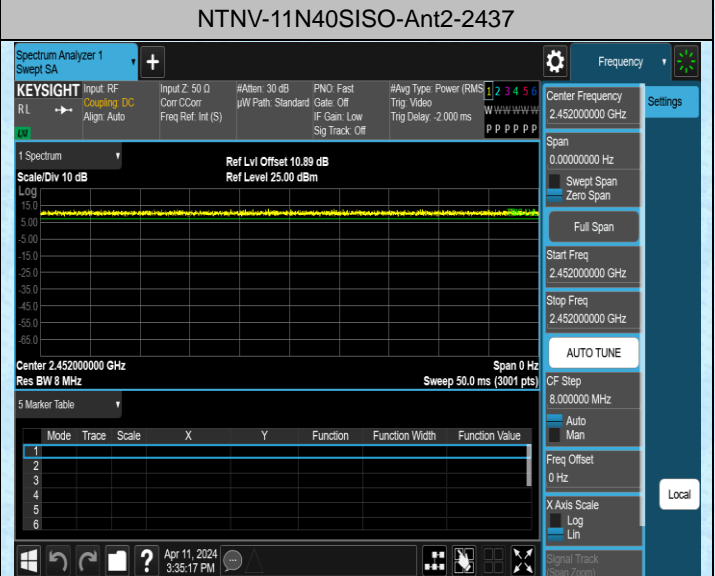 NTNV-11N40SISO-Ant2-2437
Spectrum Analyzer 1
Swept SA
+
Frequency
KEYSIGHT
RL
LXI
Input: RF
Coupling: DC
Align: Auto
Input Z: 50 Ω
Corr CCorr
Freq Ref: Int (S)
#Atten: 30 dB
µW Path: Standard
PNO: Fast
Gate: Off
IF Gain: Low
Sig Track: Off
#Avg Type: Power (RMS
Trig: Video
Trig Delay: -2.000 ms
1 2 3 4 5 6
W W W W W W
P P P P P P
Center Frequency
2.452000000 GHz
Settings
Span
0.00000000 Hz
Swept Span
Zero Span
Full Span
Start Freq
2.452000000 GHz
Stop Freq
2.452000000 GHz
AUTO TUNE
CF Step
8.000000 MHz
Auto
Man
Freq Offset
0 Hz
X Axis Scale
Log
Lin
Signal Track
(Span Zoom)
Local
1 Spectrum
Scale/Div 10 dB
Ref Lvl Offset 10.89 dB
Ref Level 25.00 dBm
Log
15.0
5.00
-5.00
-15.0
-25.0
-35.0
-45.0
-55.0
-65.0
Center 2.452000000 GHz
Span 0 Hz
Res BW 8 MHz
Sweep 50.0 ms (3001 pts)
5 Marker Table
Mode Trace Scale X Y Function Function Width Function Value
1
2
3
4
5
6
?
Apr 11, 2024
3:35:17 PM